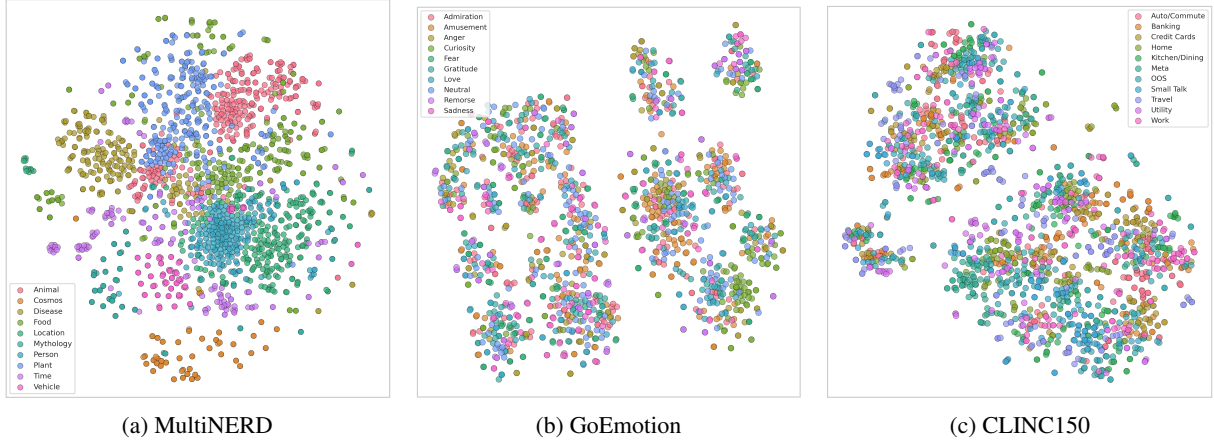 Animal
Cosmos
Disease
Food
Location
Mythology
Person
Plant
Time
Vehicle
(a) MultiNERD
Admiration
Amusement
Anger
Curiosity
Fear
Gratitude
Love
Neutral
Remorse
Sadness
(b) GoEmotion
Auto/Commute
Banking
Credit Cards
Home
Kitchen/Dining
Meta
OOS
Small Talk
Travel
Utility
Work
(c) CLINC150